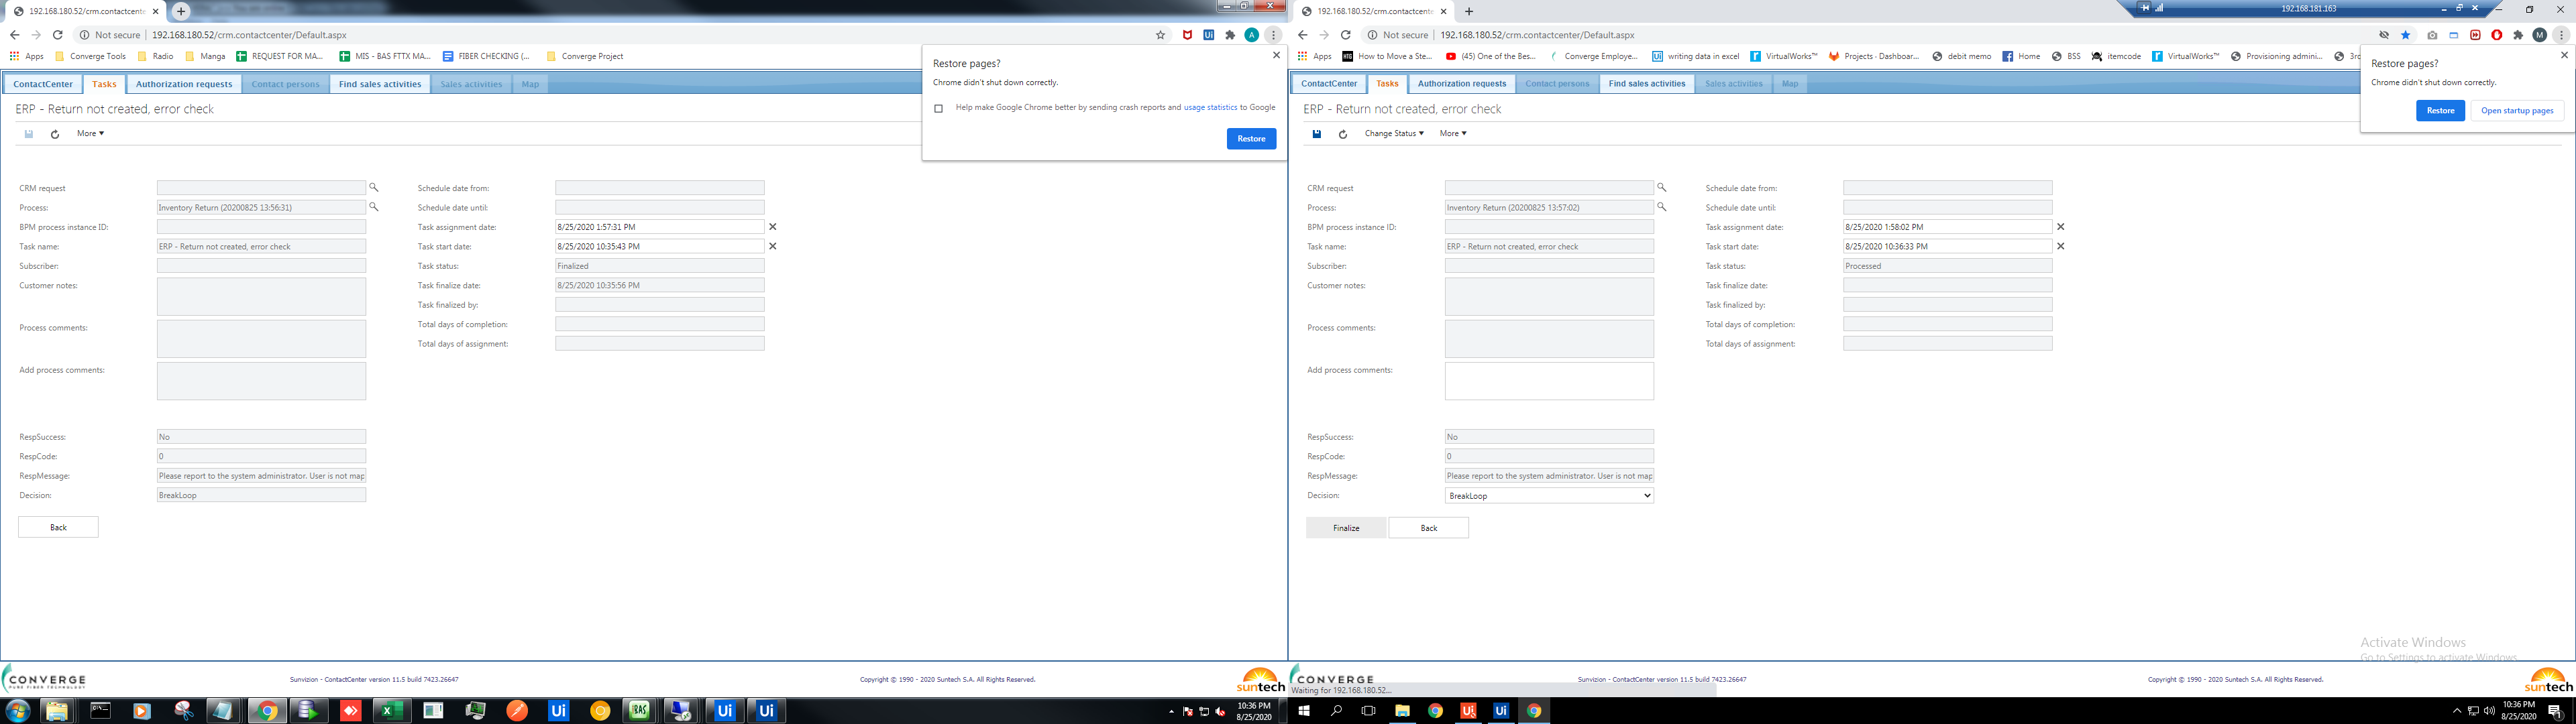 192.168.180.52/crm.contactcente
Not secure 192.168.180.52/crm.contactcenter/Default.aspx
Apps Converge Tools Radio Manga REQUEST FOR MA... MIS - BAS FTTX MA... FIBER CHECKING (... Converge Project
ContactCenter Tasks Authorization requests Contact persons Find sales activities Sales activities Map
Restore pages?
Chrome didn't shut down correctly.
Help make Google Chrome better by sending crash reports and usage statistics to Google
Restore
ERP - Return not created, error check
More
CRM request
Process: Inventory Return (20200825 13:56:31)
BPM process instance ID:
Task name: ERP - Return not created, error check
Subscriber:
Customer notes:
Process comments:
Add process comments:
Schedule date from:
Schedule date until:
Task assignment date: 8/25/2020 1:57:31 PM
Task start date: 8/25/2020 10:35:43 PM
Task status: Finalized
Task finalize date: 8/25/2020 10:35:56 PM
Task finalized by:
Total days of completion:
Total days of assignment:
RespSuccess: No
RespCode: 0
RespMessage: Please report to the system administrator. User is not map
Decision: BreakLoop
Back
CONVERGE
PURE FIBER TECHNOLOGY
Sunvizion - ContactCenter version 11.5 build 7423.26647
Copyright © 1990 - 2020 Suntech S.A. All Rights Reserved.
suntech
10:36 PM
8/25/2020
192.168.180.52/crm.contactcente
192.168.181.163
Not secure 192.168.180.52/crm.contactcenter/Default.aspx
Apps How to Move a Ste... (45) One of the Bes... Converge Employe... writing data in excel VirtualWorks™ Projects - Dashboar... debit memo Home BSS itemcode VirtualWorks™ Provisioning admini... 3rd
ContactCenter Tasks Authorization requests Contact persons Find sales activities Sales activities Map
Restore pages?
Chrome didn't shut down correctly.
Restore Open startup pages
ERP - Return not created, error check
Change Status More
CRM request
Process: Inventory Return (20200825 13:57:02)
BPM process instance ID:
Task name: ERP - Return not created, error check
Subscriber:
Customer notes:
Process comments:
Add process comments:
Schedule date from:
Schedule date until:
Task assignment date: 8/25/2020 1:58:02 PM
Task start date: 8/25/2020 10:36:33 PM
Task status: Processed
Task finalize date:
Task finalized by:
Total days of completion:
Total days of assignment:
RespSuccess: No
RespCode: 0
RespMessage: Please report to the system administrator. User is not map
Decision: BreakLoop
Finalize Back
Activate Windows
Go to Settings to activate Windows.
CONVERGE
Waiting for 192.168.180.52...
Sunvizion - ContactCenter version 11.5 build 7423.26647
Copyright © 1990 - 2020 Suntech S.A. All Rights Reserved.
suntech
10:36 PM
8/25/2020